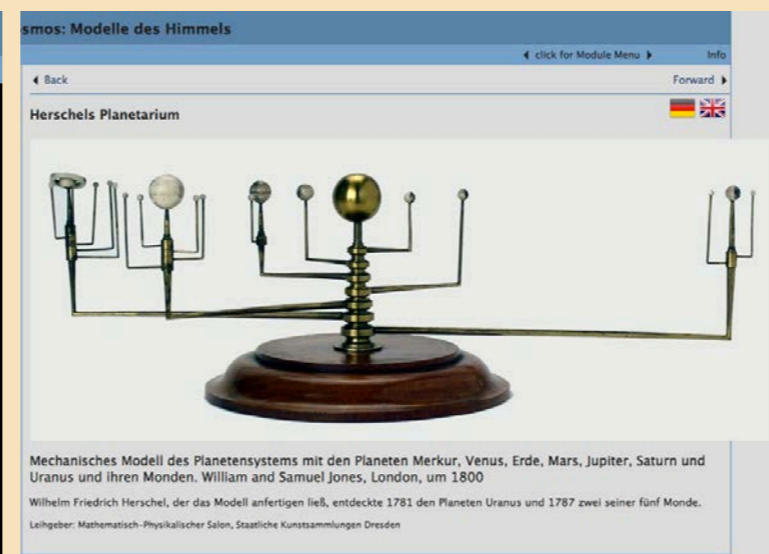 smos: Modelle des Himmels
click for Module Menu
Info
Back
Forward
Herschels Planetarium
Mechanisches Modell des Planetensystems mit den Planeten Merkur, Venus, Erde, Mars, Jupiter, Saturn und
Uranus und ihren Monden. William and Samuel Jones, London, um 1800
Wilhelm Friedrich Herschel, der das Modell anfertigen ließ, entdeckte 1781 den Planeten Uranus und 1787 zwei seiner fünf Monde.
Leihgeber: Mathematisch-Physikalischer Salon, Staatliche Kunstsammlungen Dresden